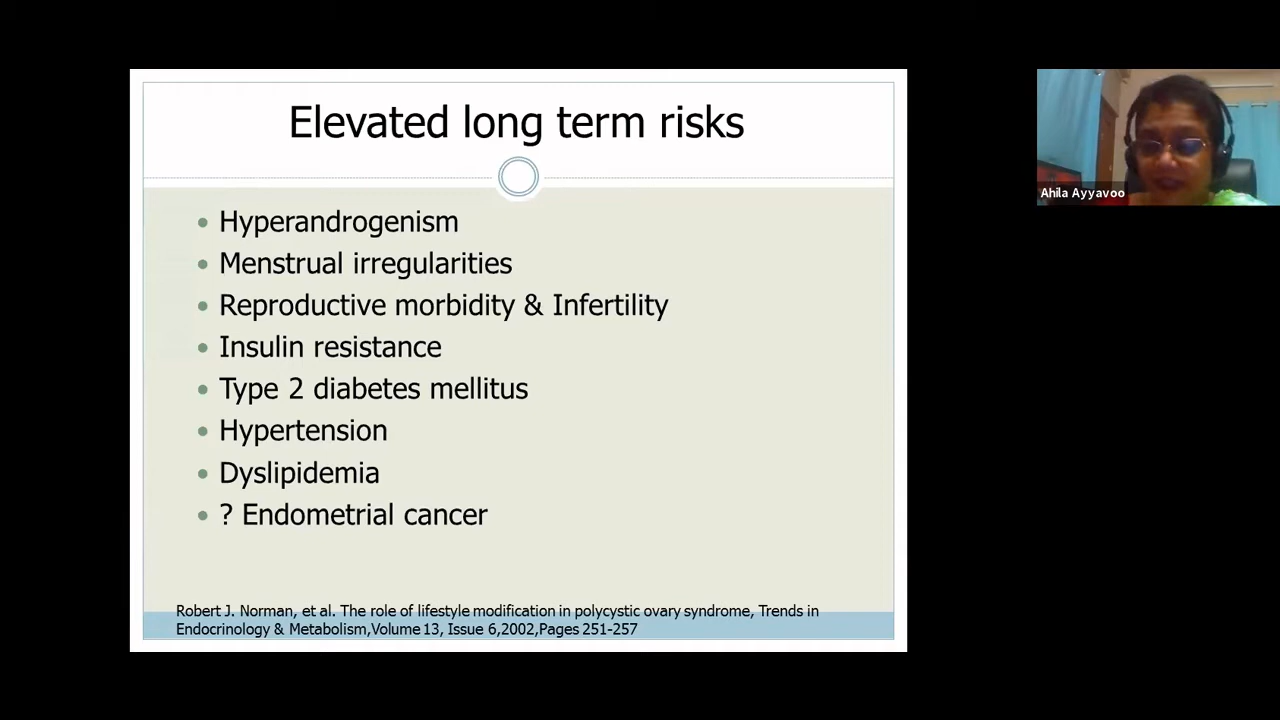 Elevated long term risks
Hyperandrogenism
Menstrual irregularities
Reproductive morbidity & Infertility
Insulin resistance
Type 2 diabetes mellitus
Hypertension
Dyslipidemia
? Endometrial cancer
Robert J. Norman, et al. The role of lifestyle modification in polycystic ovary syndrome, Trends in
Endocrinology & Metabolism,Volume 13, Issue 6,2002,Pages 251-257
Ahila Ayyavoo